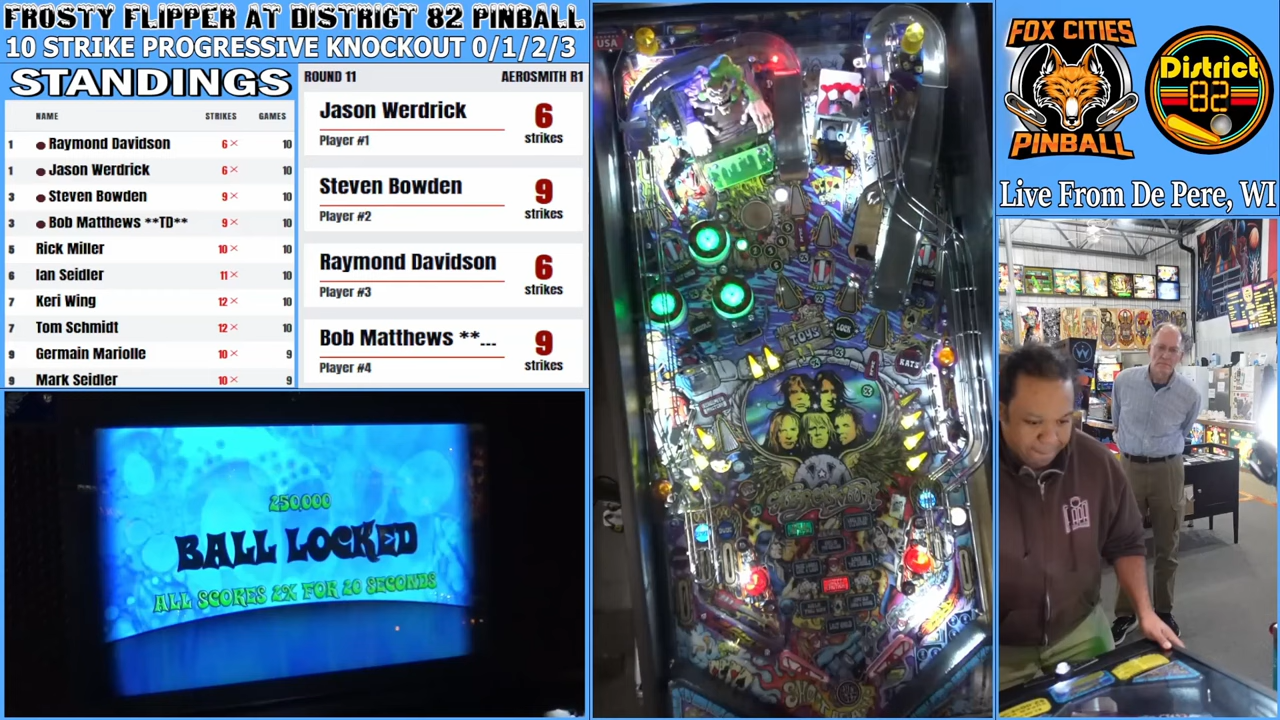 FROSTY FLIPPER AT DISTRICT 82 PINBALL
10 STRIKE PROGRESSIVE KNOCKOUT 0/1/2/3
STANDINGS
NAME STRIKES GAMES
1 Raymond Davidson 6× 10
1 Jason Werdrick 6× 10
3 Steven Bowden 9× 10
3 Bob Matthews **TD** 9× 10
5 Rick Miller 10× 10
6 Ian Seidler 11× 10
7 Keri Wing 12× 10
7 Tom Schmidt 12× 10
9 Germain Mariolle 10× 9
9 Mark Seidler 10× 9
ROUND 11 AEROSMITH R1
Jason Werdrick 6
Player #1 strikes
Steven Bowden 9
Player #2 strikes
Raymond Davidson 6
Player #3 strikes
Bob Matthews **... 9
Player #4 strikes
250,000
BALL LOCKED
ALL SCORES 2X FOR 20 SECONDS
USA
TOYS
LOCK
KATS
AEROSMITH
FOX CITIES
PINBALL
District
82
Live From De Pere, WI